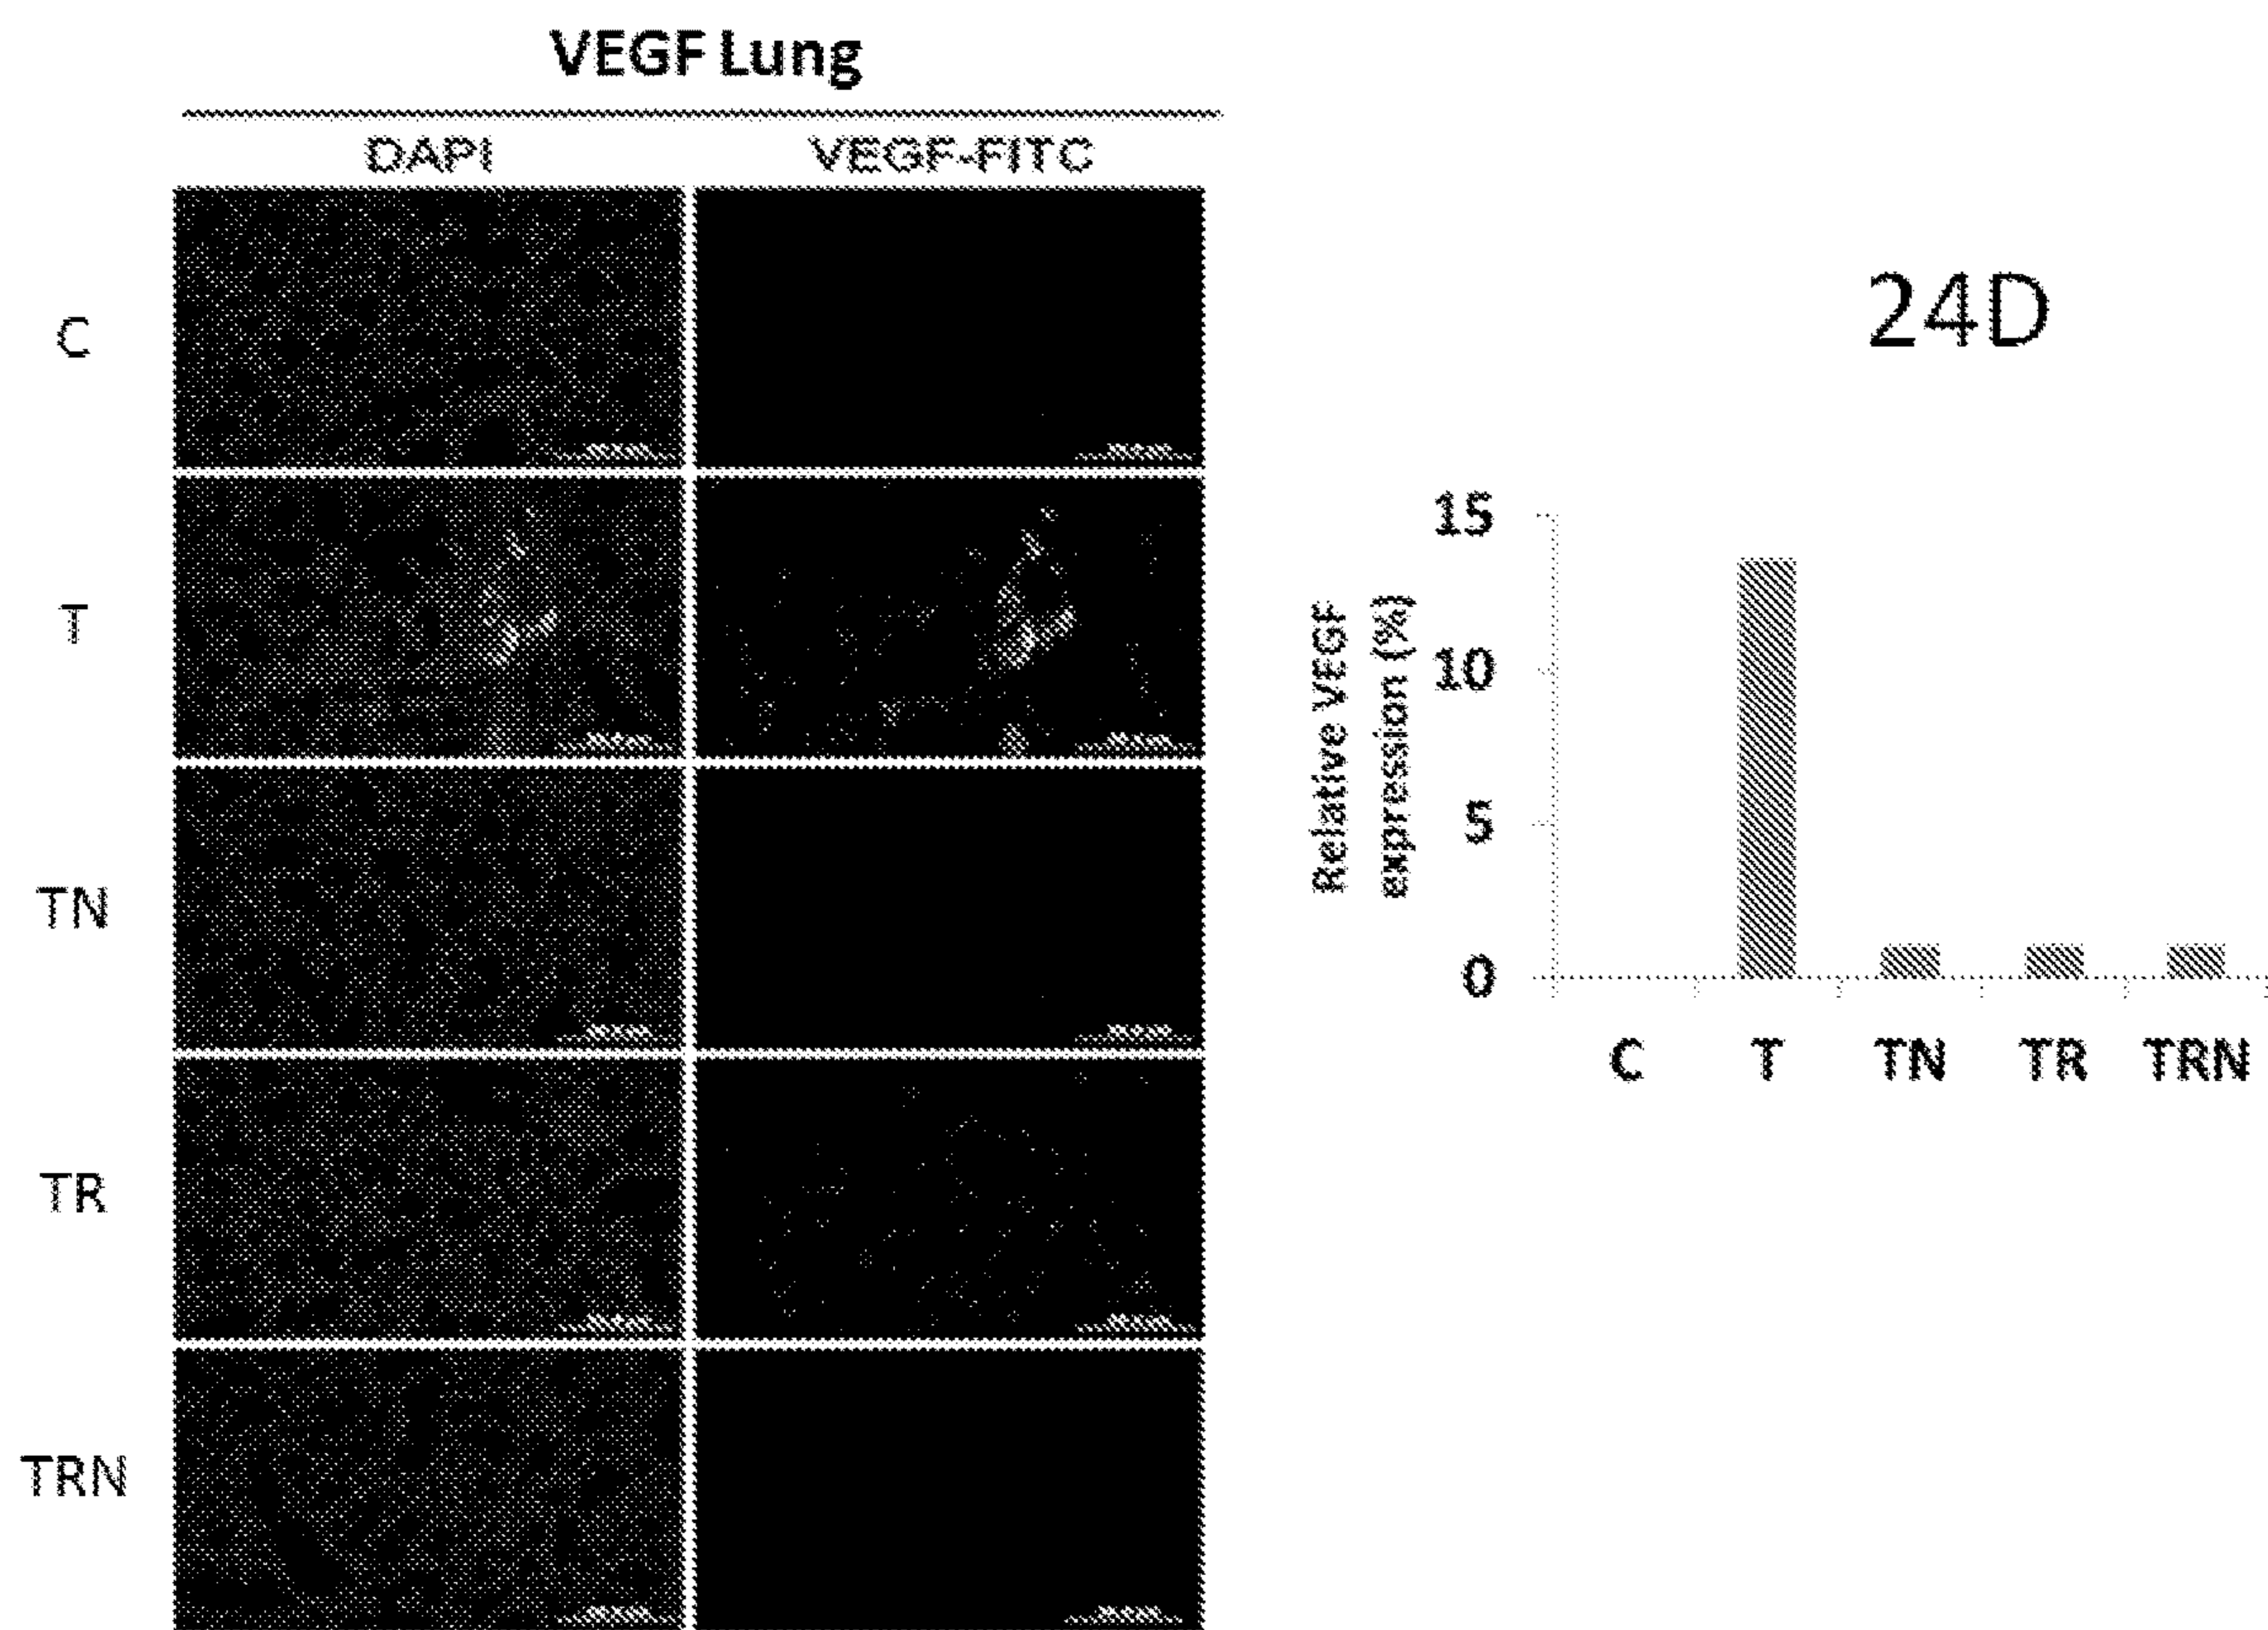 VEGF Lung
DAPI VEGF-FITC
C
T
TN
TR
TRN
24D
Relative VEGF
expression (%)
15
10
5
0
C T TN TR TRN